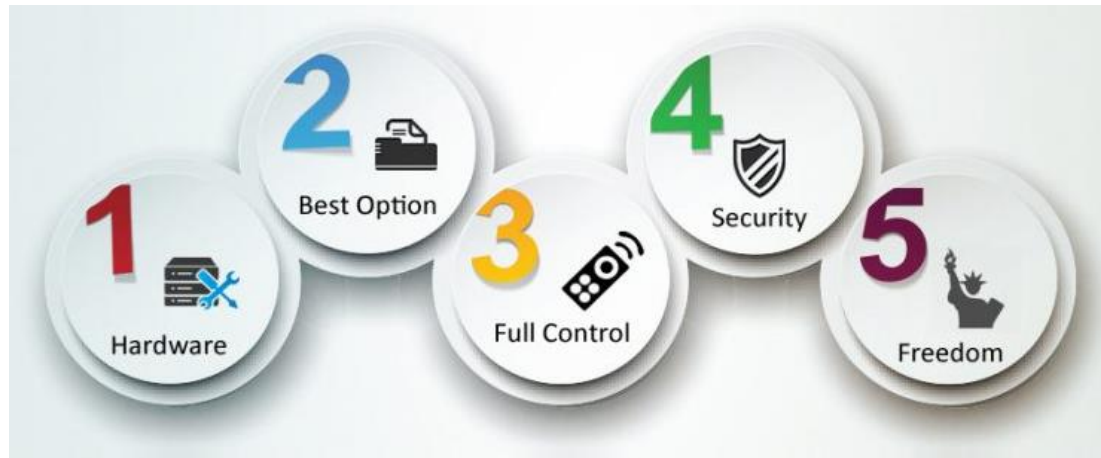 1
Hardware
2
Best Option
3
Full Control
4
Security
5
Freedom